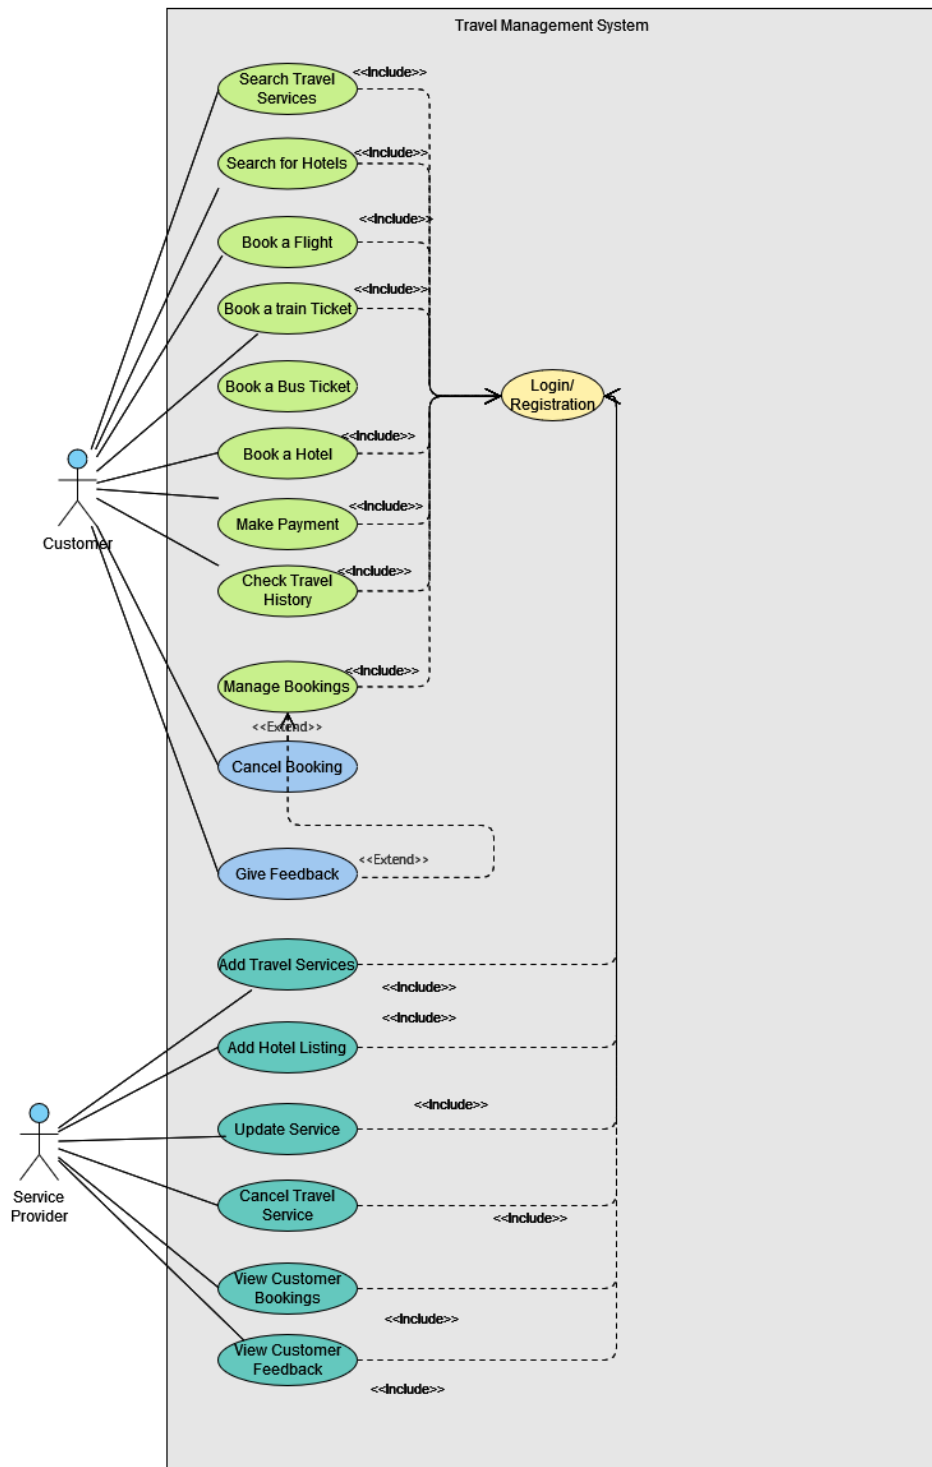 Travel Management System
Search Travel
Services
<<Include>>
Search for Hotels
<<Include>>
Book a Flight
<<Include>>
Book a train Ticket
<<Include>>
Book a Bus Ticket
Login/
Registration
Book a Hotel
<<Include>>
Make Payment
<<Include>>
Customer
Check Travel
History
<<Include>>
Manage Bookings
<<Include>>
<<Extend>>
Cancel Booking
Give Feedback
<<Extend>>
Add Travel Services
<<Include>>
<<Include>>
Add Hotel Listing
<<Include>>
Update Service
Service
Provider
Cancel Travel
Service
<<Include>>
View Customer
Bookings
<<Include>>
View Customer
Feedback
<<Include>>